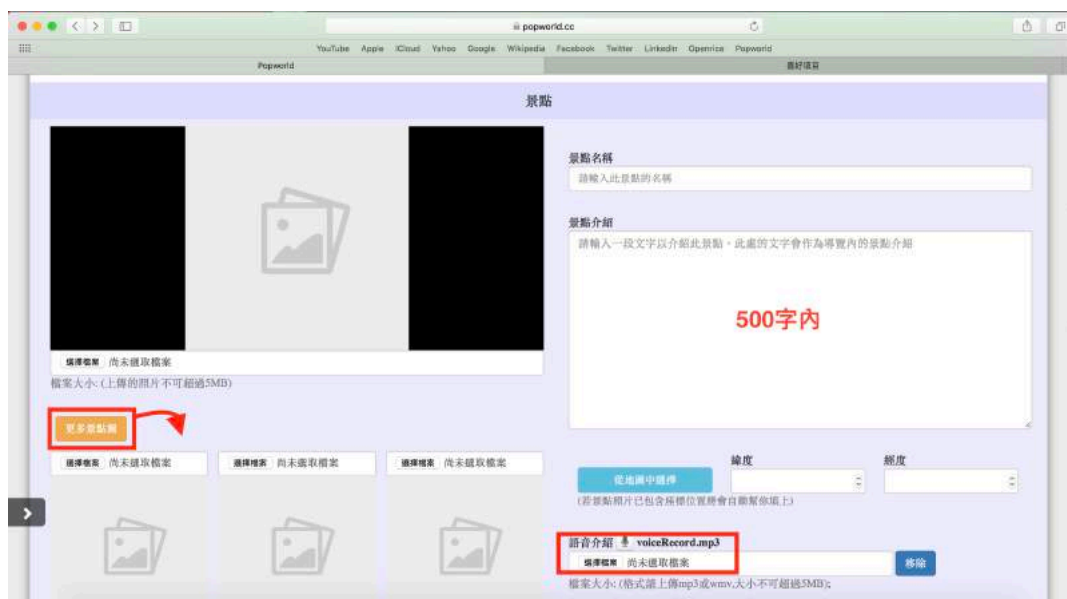 popworld.cc
YouTube Apple iCloud Yahoo Google Wikipedia Facebook Twitter LinkedIn Openrice Popworld
Popworld
喜好項目
景點
景點名稱
請輸入此景點的名稱
景點介紹
請輸入一段文字以介紹此景點，此處的文字會作為導覽內的景點介紹
500字內
選擇檔案 尚未選取檔案
檔案大小: (上傳的照片不可超過5MB)
更多景點圖
選擇檔案 尚未選取檔案
選擇檔案 尚未選取檔案
選擇檔案 尚未選取檔案
從地圖中選擇
緯度
經度
(若景點照片已包含座標位置將會自動幫你填上)
語音介紹 voiceRecord.mp3
選擇檔案 尚未選取檔案
移除
檔案大小: (格式請上傳mp3或wmv,大小不可超過5MB);